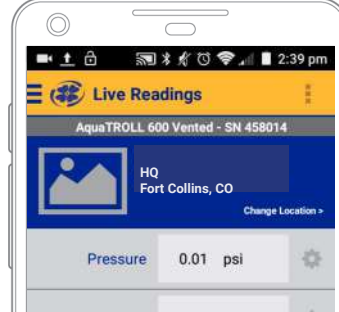 2:39 pm
Live Readings
AquaTROLL 600 Vented - SN 458014
HQ
Fort Collins, CO
Change Location >
Pressure 0.01 psi